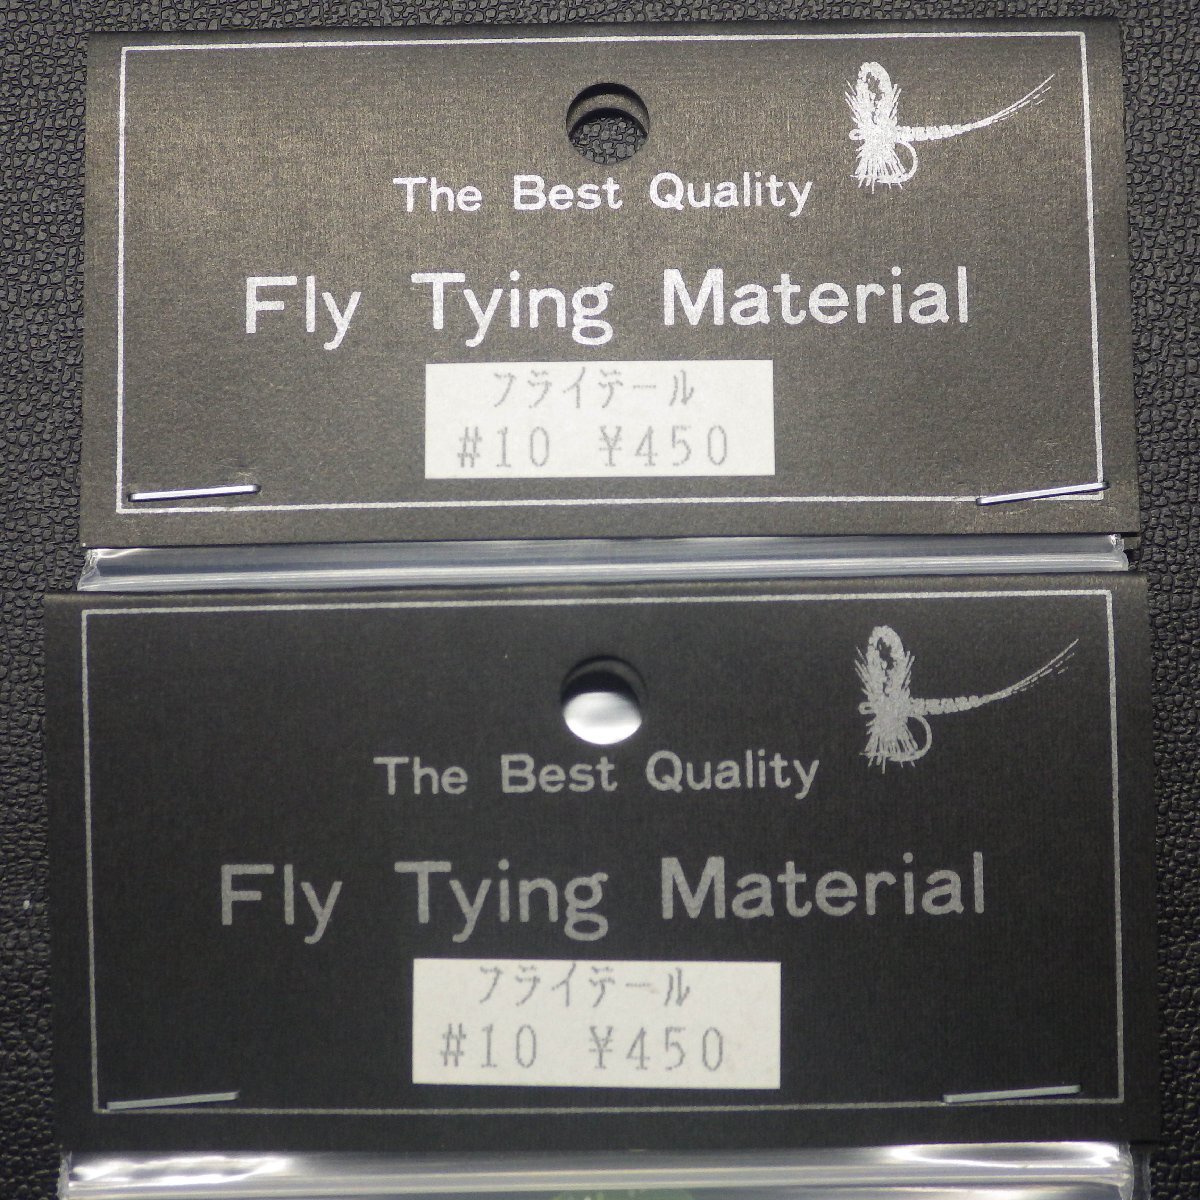 The Best Quality
Fly Tying Material
フライテール
#10 ¥450
The Best Quality
Fly Tying Material
フライテール
#10 ¥450